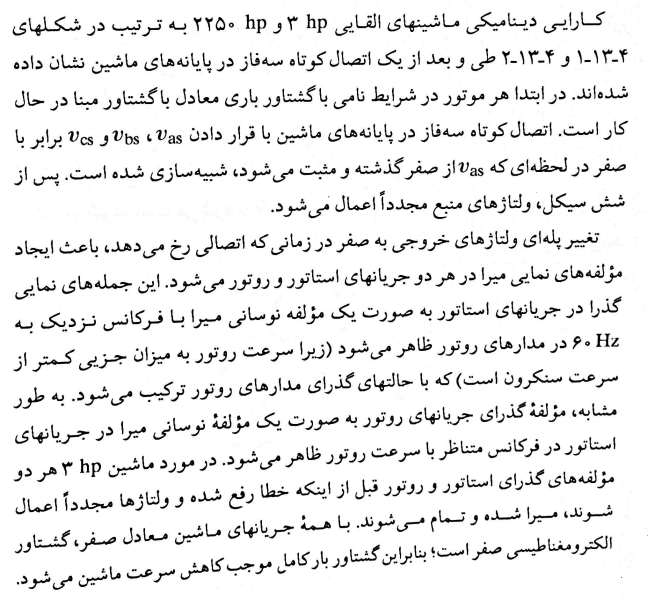 کارایی دینامیکی ماشینهای القایی ۳ hp و ۲۲۵۰ hp به ترتیب در شکلهای
۱-۱۳-۴ و ۲-۱۳-۴ طی و بعد از یک اتصال کوتاه سه‌فاز در پایانه‌های ماشین نشان داده
شده‌اند. در ابتدا هر موتور در شرایط نامی با گشتاور باری معادل با گشتاور مبنا در حال
کار است. اتصال کوتاه سه‌فاز در پایانه‌های ماشین با قرار دادن vas، vbs و vcs برابر با
صفر در لحظه‌ای که vas از صفر گذشته و مثبت می‌شود، شبیه‌سازی شده است. پس از
شش سیکل، ولتاژهای منبع مجدداً اعمال می‌شود.
تغییر پله‌ای ولتاژهای خروجی به صفر در زمانی که اتصالی رخ می‌دهد، باعث ایجاد
مؤلفه‌های نمایی میرا در هر دو جریانهای استاتور و روتور می‌شود. این جمله‌های نمایی
گذرا در جریانهای استاتور به صورت یک مؤلفه نوسانی میرا با فرکانس نزدیک به
۶۰ Hz در مدارهای روتور ظاهر می‌شود (زیرا سرعت روتور به میزان جزیی کمتر از
سرعت سنکرون است) که با حالتهای گذرای مدارهای روتور ترکیب می‌شود. به طور
مشابه، مؤلفهٔ گذرای جریانهای روتور به صورت یک مؤلفهٔ نوسانی میرا در جریانهای
استاتور در فرکانس متناظر با سرعت روتور ظاهر می‌شود. در مورد ماشین ۳ hp هر دو
مؤلفه‌های گذرای استاتور و روتور قبل از اینکه خطا رفع شده و ولتاژها مجدداً اعمال
شوند، میرا شده و تمام می‌شوند. با همهٔ جریانهای ماشین معادل صفر، گشتاور
الکترومغناطیسی صفر است؛ بنابراین گشتاور بار کامل موجب کاهش سرعت ماشین می‌شود.